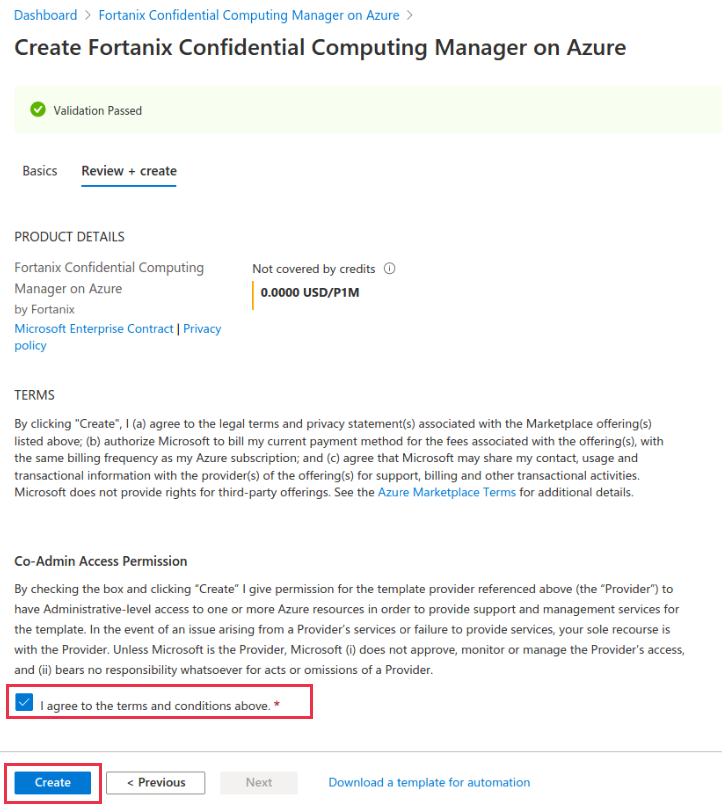 Dashboard > Fortanix Confidential Computing Manager on Azure >
Create Fortanix Confidential Computing Manager on Azure
Validation Passed
Basics Review + create
PRODUCT DETAILS
Fortanix Confidential Computing
Manager on Azure
by Fortanix
Microsoft Enterprise Contract | Privacy
policy
Not covered by credits
0.0000 USD/P1M
TERMS
By clicking "Create", I (a) agree to the legal terms and privacy statement(s) associated with the Marketplace offering(s)
listed above; (b) authorize Microsoft to bill my current payment method for the fees associated with the offering(s), with
the same billing frequency as my Azure subscription; and (c) agree that Microsoft may share my contact, usage and
transactional information with the provider(s) of the offering(s) for support, billing and other transactional activities.
Microsoft does not provide rights for third-party offerings. See the Azure Marketplace Terms for additional details.
Co-Admin Access Permission
By checking the box and clicking “Create” I give permission for the template provider referenced above (the “Provider”) to
have Administrative-level access to one or more Azure resources in order to provide support and management services for
the template. In the event of an issue arising from a Provider’s services or failure to provide services, your sole recourse is
with the Provider. Unless Microsoft is the Provider, Microsoft (i) does not approve, monitor or manage the Provider’s access,
and (ii) bears no responsibility whatsoever for acts or omissions of a Provider.
I agree to the terms and conditions above. *
Create < Previous Next Download a template for automation